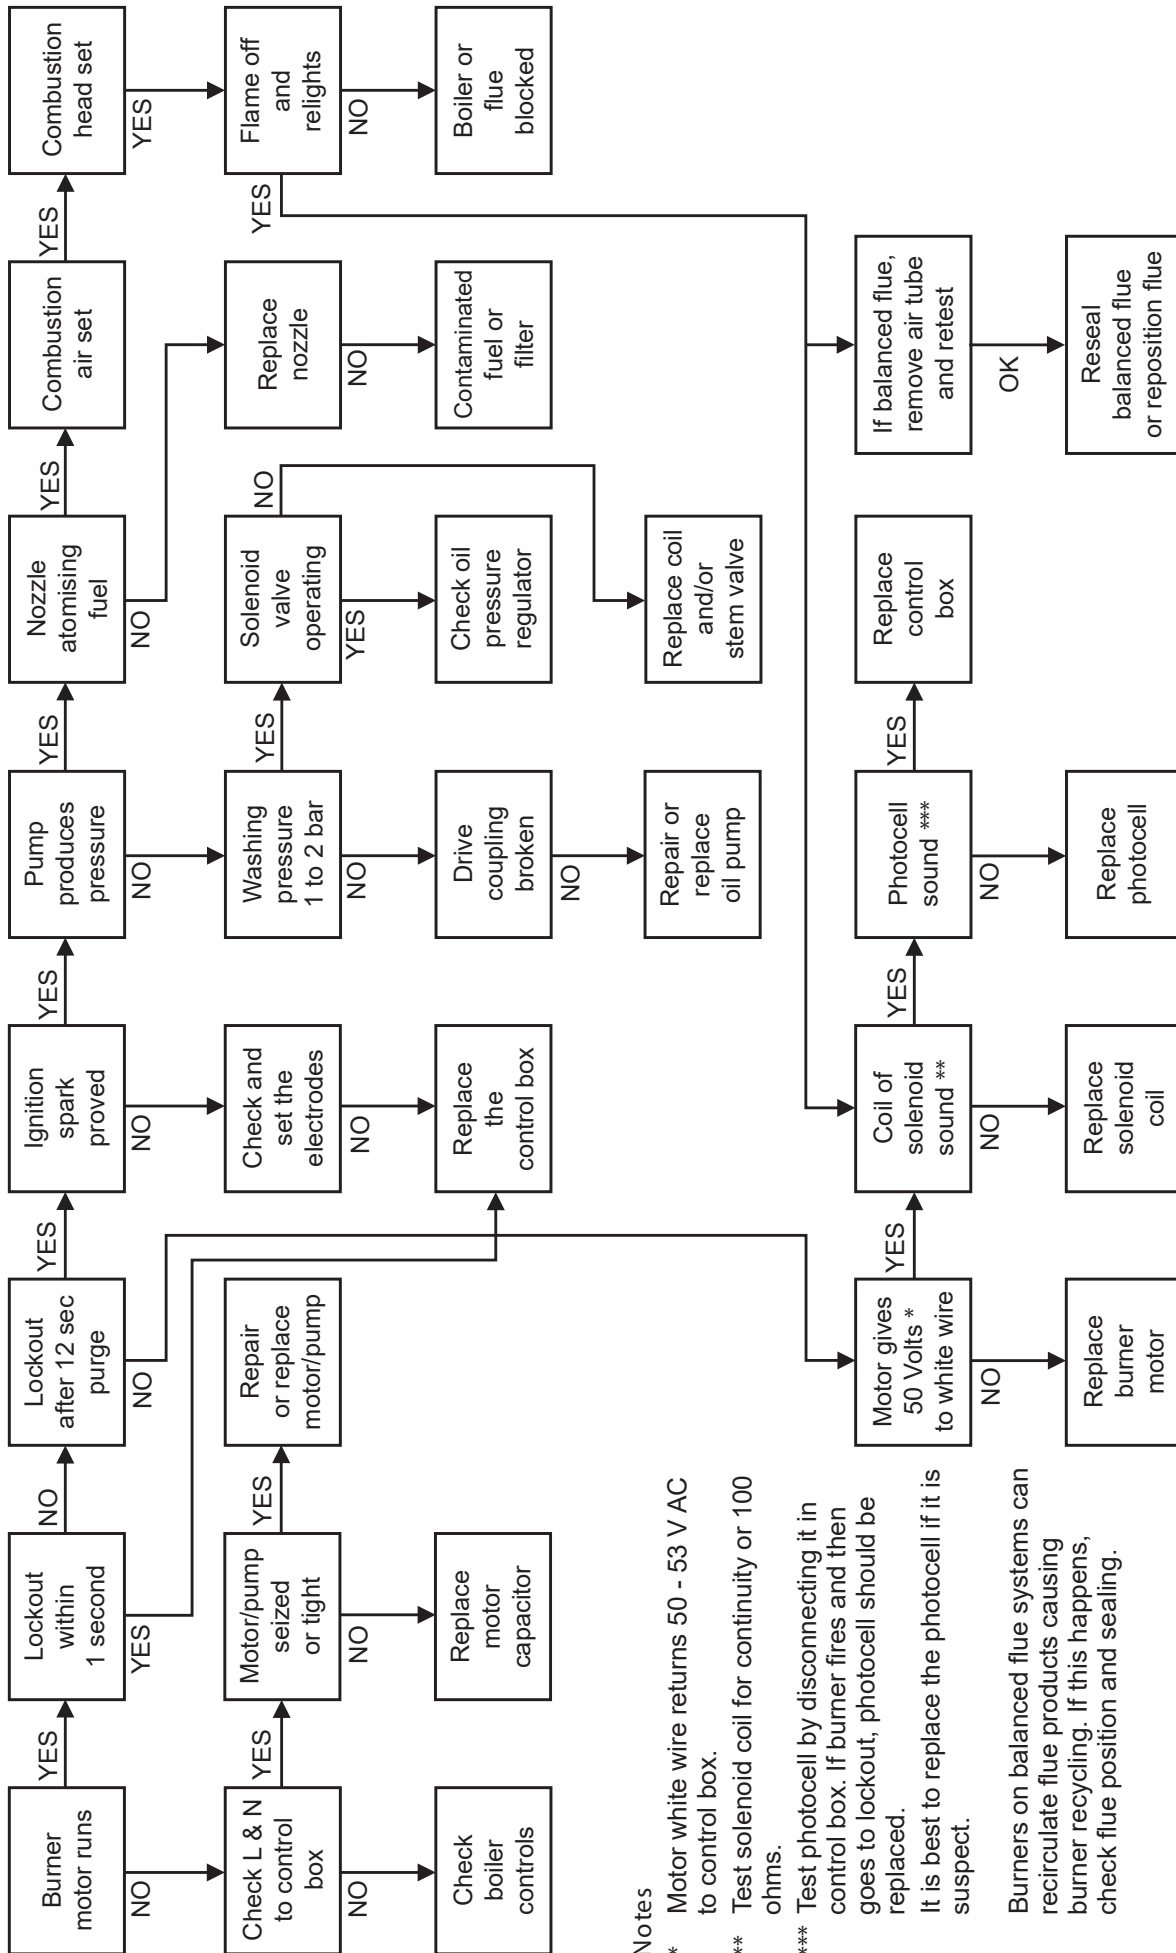 Burner
motor runs
YES
NO
Lockout
within
1 second
NO
YES
Lockout
after 12 sec
purge
YES
NO
Ignition
spark
proved
YES
NO
Pump
produces
pressure
YES
NO
Nozzle
atomising
fuel
YES
NO
Combustion
air set
YES
Combustion
head set
YES
Check L & N
to control
box
YES
NO
Motor/pump
seized
or tight
YES
NO
Repair
or replace
motor/pump
Check and
set the
electrodes
NO
Washing
pressure
1 to 2 bar
YES
NO
Solenoid
valve
operating
NO
YES
Replace
nozzle
NO
Flame off
and
relights
YES
NO
Check
boiler
controls
Replace
motor
capacitor
Replace
the
control box
Drive
coupling
broken
NO
Check oil
pressure
regulator
Contaminated
fuel or
filter
Boiler or
flue
blocked
Repair or
replace
oil pump
Replace coil
and/or
stem valve
Motor gives
50 Volts *
to white wire
YES
NO
Coil of
solenoid
sound **
YES
NO
Photocell
sound ***
YES
NO
Replace
control
box
If balanced flue,
remove air tube
and retest
OK
Replace
burner
motor
Replace
solenoid
coil
Replace
photocell
Reseal
balanced flue
or reposition flue
Notes
* Motor white wire returns 50 - 53 V AC
to control box.
** Test solenoid coil for continuity or 100
ohms.
*** Test photocell by disconnecting it in
control box. If burner fires and then
goes to lockout, photocell should be
replaced.
It is best to replace the photocell if it is
suspect.
Burners on balanced flue systems can
recirculate flue products causing
burner recycling. If this happens,
check flue position and sealing.